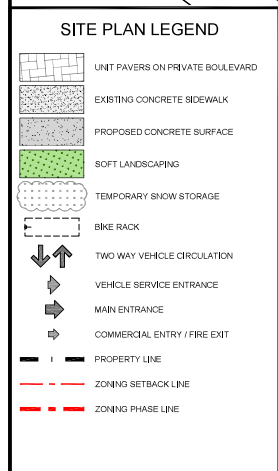 SITE PLAN LEGEND
UNIT PAVERS ON PRIVATE BOULEVARD
EXISTING CONCRETE SIDEWALK
PROPOSED CONCRETE SURFACE
SOFT LANDSCAPING
TEMPORARY SNOW STORAGE
BIKE RACK
TWO WAY VEHICLE CIRCULATION
VEHICLE SERVICE ENTRANCE
MAIN ENTRANCE
COMMERCIAL ENTRY / FIRE EXIT
PROPERTY LINE
ZONING SETBACK LINE
ZONING PHASE LINE